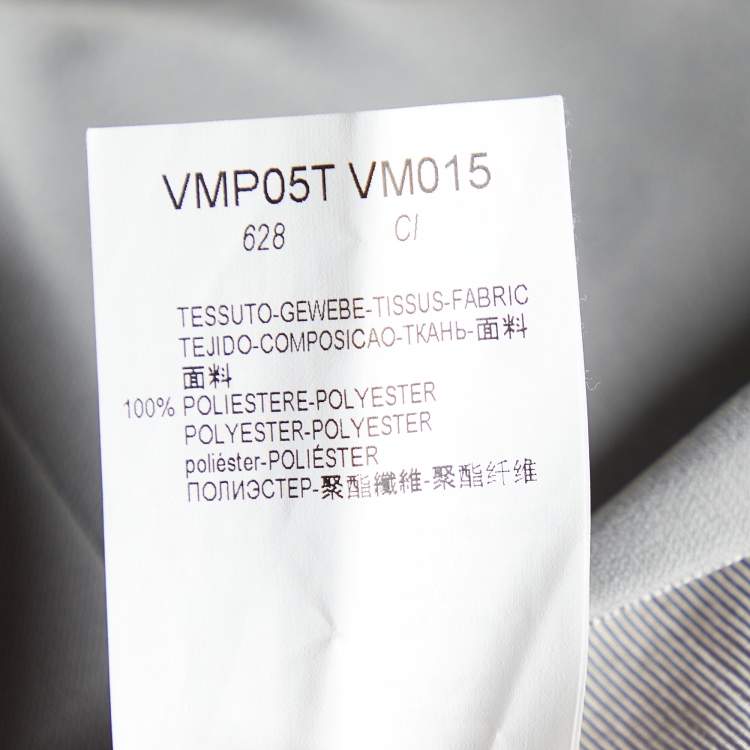 VMP05T VM015
628 C/
TESSUTO-GEWEBE-TISSUS-FABRIC
TEJIDO-COMPOSICAO-ТКАНЬ-面料
面料
100% POLIESTERE-POLYESTER
POLYESTER-POLYESTER
poliéster-POLIÉSTER
ПОЛИЭСТЕР-聚酯纖維-聚酯纤维